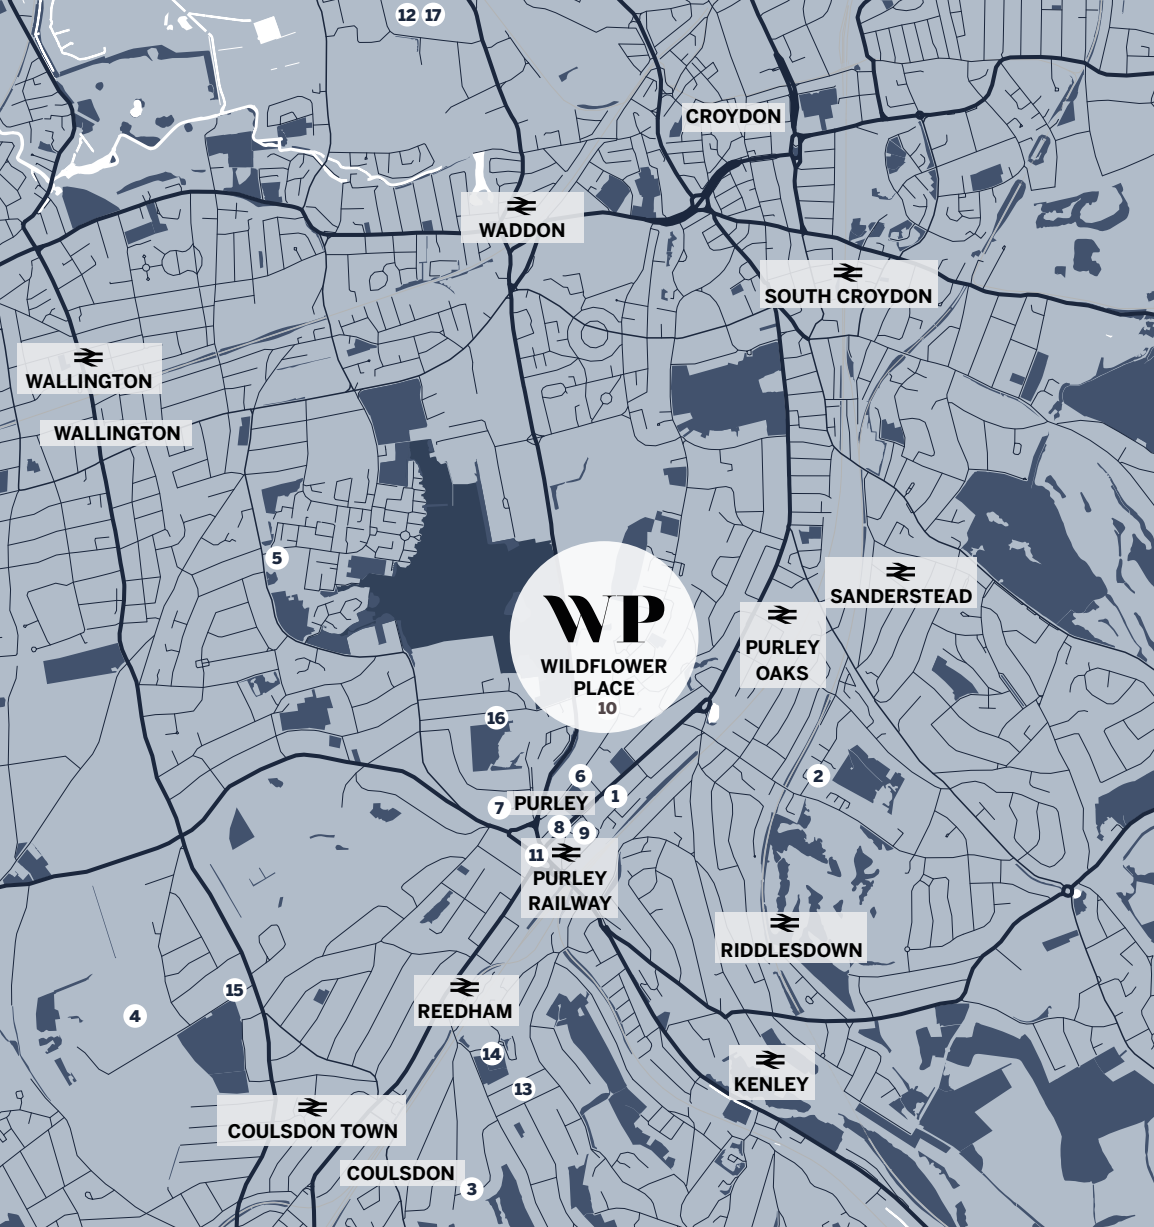 12 17
CROYDON
WADDON
SOUTH CROYDON
WALLINGTON
WALLINGTON
5
SANDERSTEAD
WP
WILDFLOWER
PLACE
10
PURLEY
OAKS
16
6
2
7
PURLEY
1
8
9
11
PURLEY
RAILWAY
RIDDLESDOWN
15
REEDHAM
4
14
KENLEY
13
COULSDON TOWN
COULSDON
3